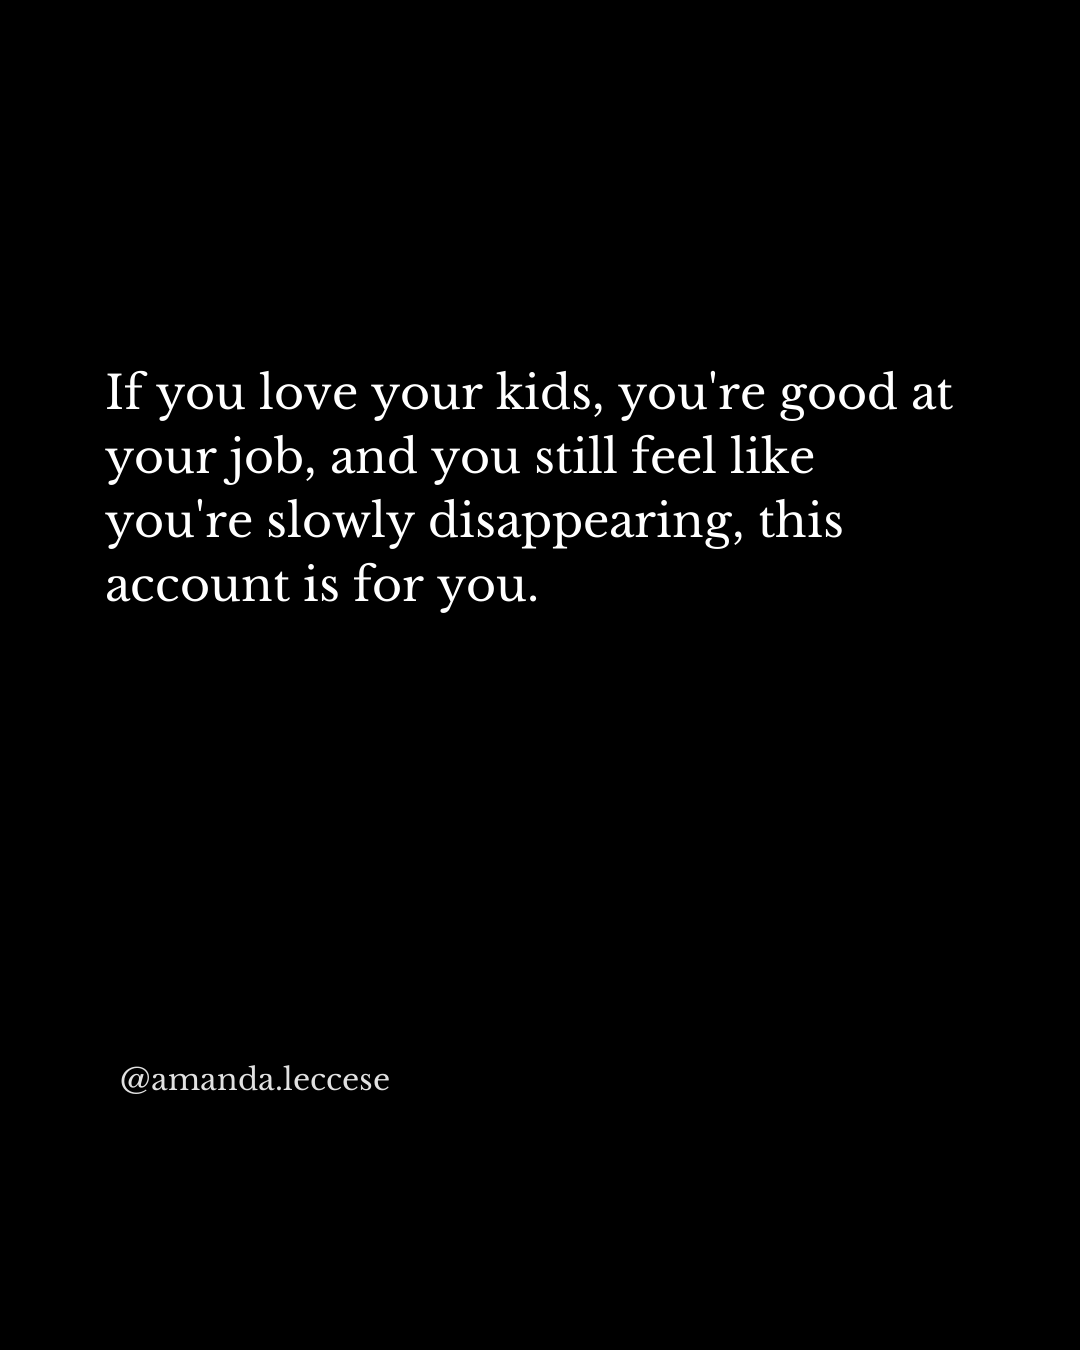 If you love your kids, you're good at
your job, and you still feel like
you're slowly disappearing, this
account is for you.
@amanda.leccese